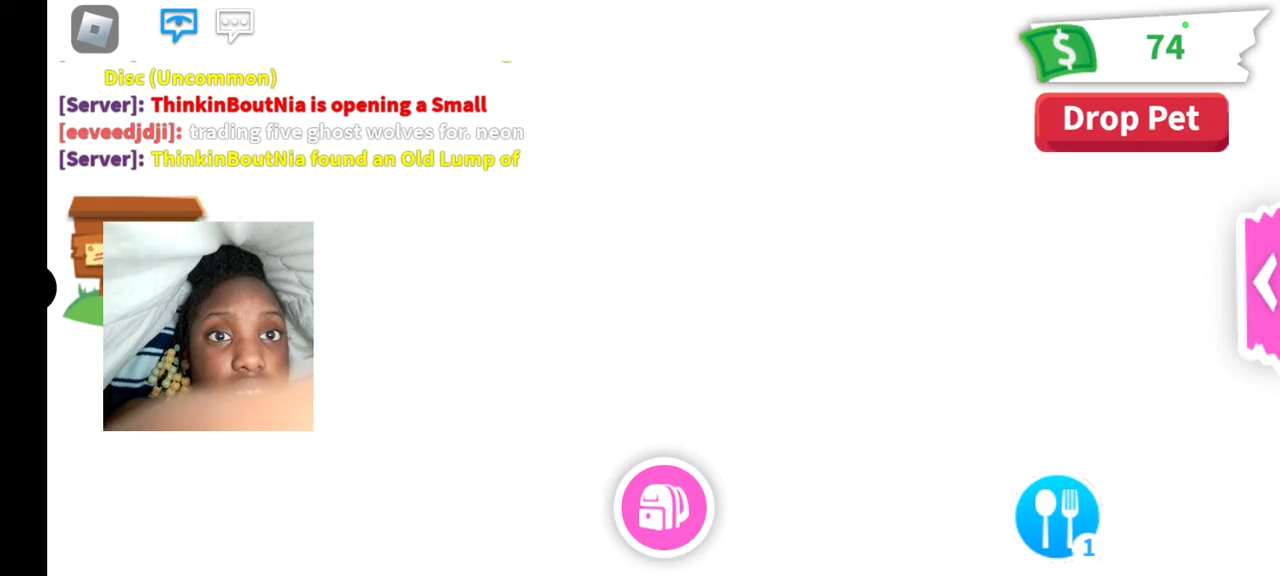 74
Disc (Uncommon)
[Server]: ThinkinBoutNia is opening a Small
Drop Pet
[eeveedjdji]: trading five ghost wolves for. neon
[Server]: ThinkinBoutNia found an Old Lump of
1